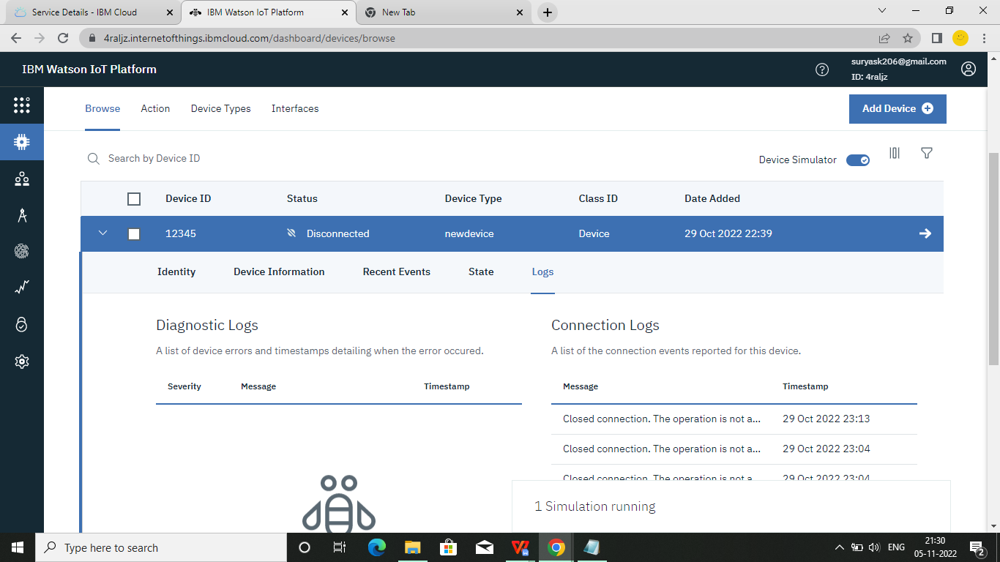 Service Details - IBM Cloud
IBM Watson IoT Platform
New Tab
4raljz.internetofthings.ibmcloud.com/dashboard/devices/browse
IBM Watson IoT Platform
suryask206@gmail.com
ID: 4raljz
Browse Action Device Types Interfaces
Add Device
Search by Device ID
Device Simulator
Device ID Status Device Type Class ID Date Added
12345 Disconnected newdevice Device 29 Oct 2022 22:39
Identity Device Information Recent Events State Logs
Diagnostic Logs
A list of device errors and timestamps detailing when the error occured.
Severity Message Timestamp
Connection Logs
A list of the connection events reported for this device.
Message Timestamp
Closed connection. The operation is not a... 29 Oct 2022 23:13
Closed connection. The operation is not a... 29 Oct 2022 23:04
Closed connection. The operation is not a... 29 Oct 2022 23:04
1 Simulation running
Type here to search
ENG
21:30
05-11-2022
2